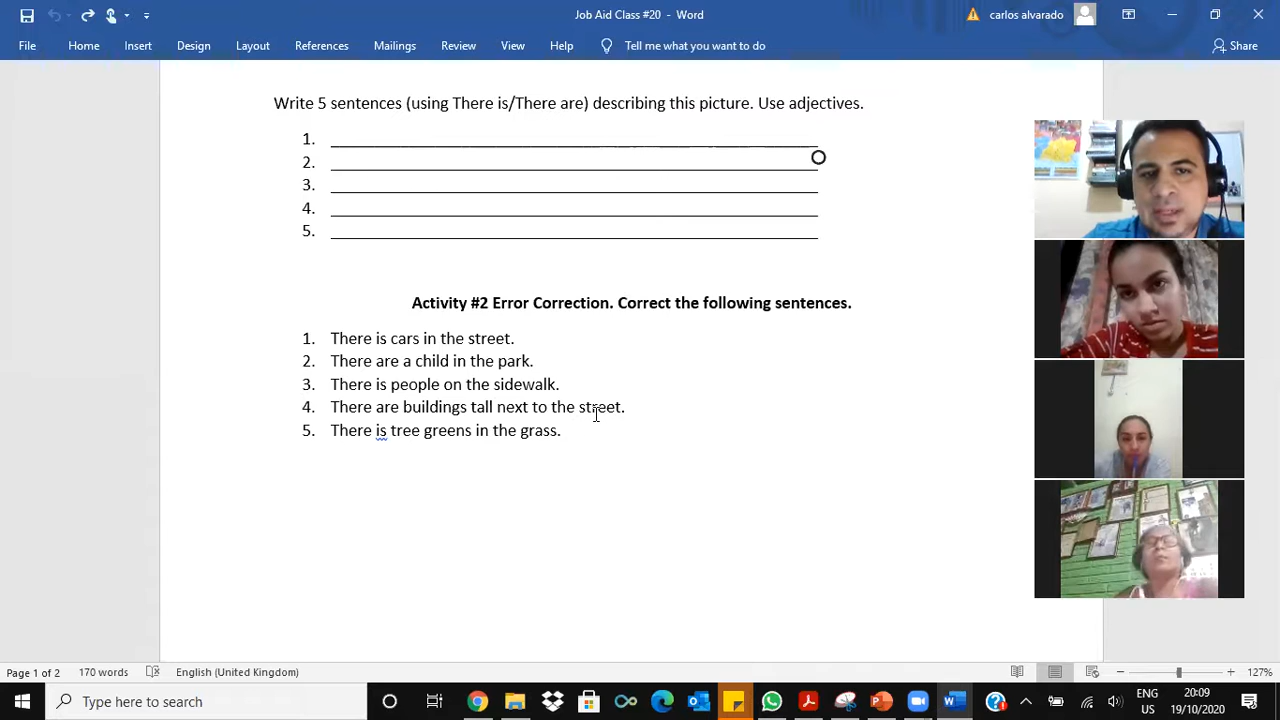 Job Aid Class #20 - Word
carlos alvarado
File Home Insert Design Layout References Mailings Review View Help Tell me what you want to do Share
Write 5 sentences (using There is/There are) describing this picture. Use adjectives.
1.
2.
3.
4.
5.
Activity #2 Error Correction. Correct the following sentences.
1. There is cars in the street.
2. There are a child in the park.
3. There is people on the sidewalk.
4. There are buildings tall next to the street.
5. There is tree greens in the grass.
Page 1 of 2 170 words English (United Kingdom) 127%
Type here to search
ENG 20:09
19/10/2020